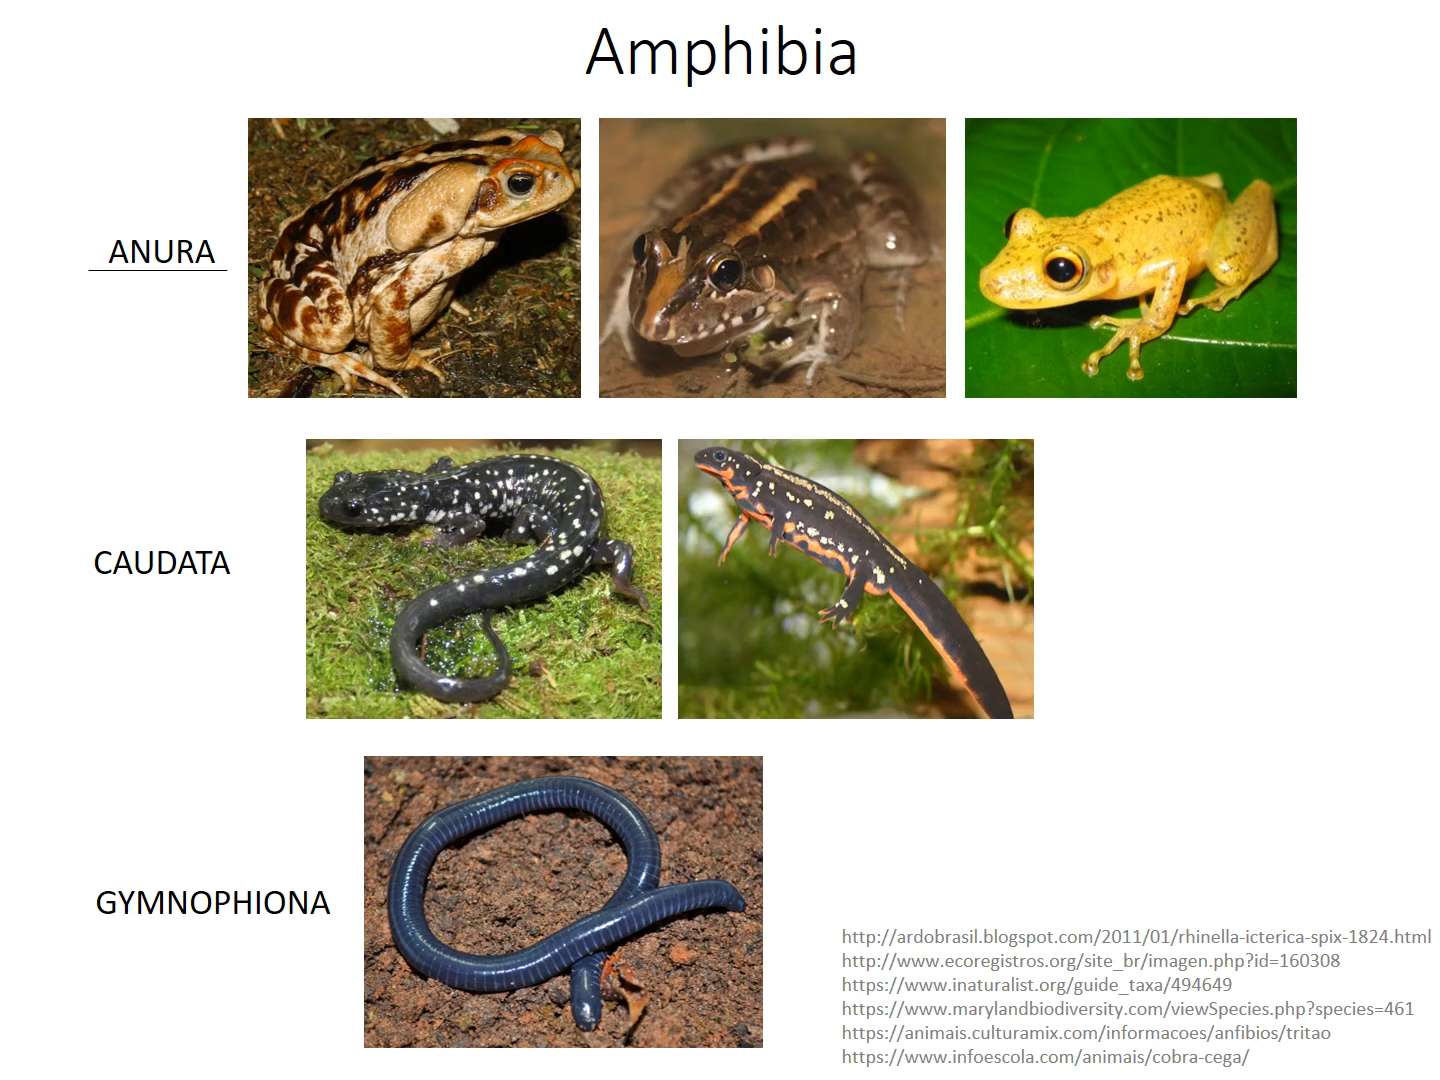 Amphibia
ANURA
CAUDATA
GYMNOPHIONA
http://ardobrasil.blogspot.com/2011/01/rhinella-icterica-spix-1824.html
http://www.ecoregistros.org/site_br/imagen.php?id=160308
https://www.inaturalist.org/guide_taxa/494649
https://www.marylandbiodiversity.com/viewSpecies.php?species=461
https://animais.culturamix.com/informacoes/anfibios/tritao
https://www.infoescola.com/animais/cobra-cega/